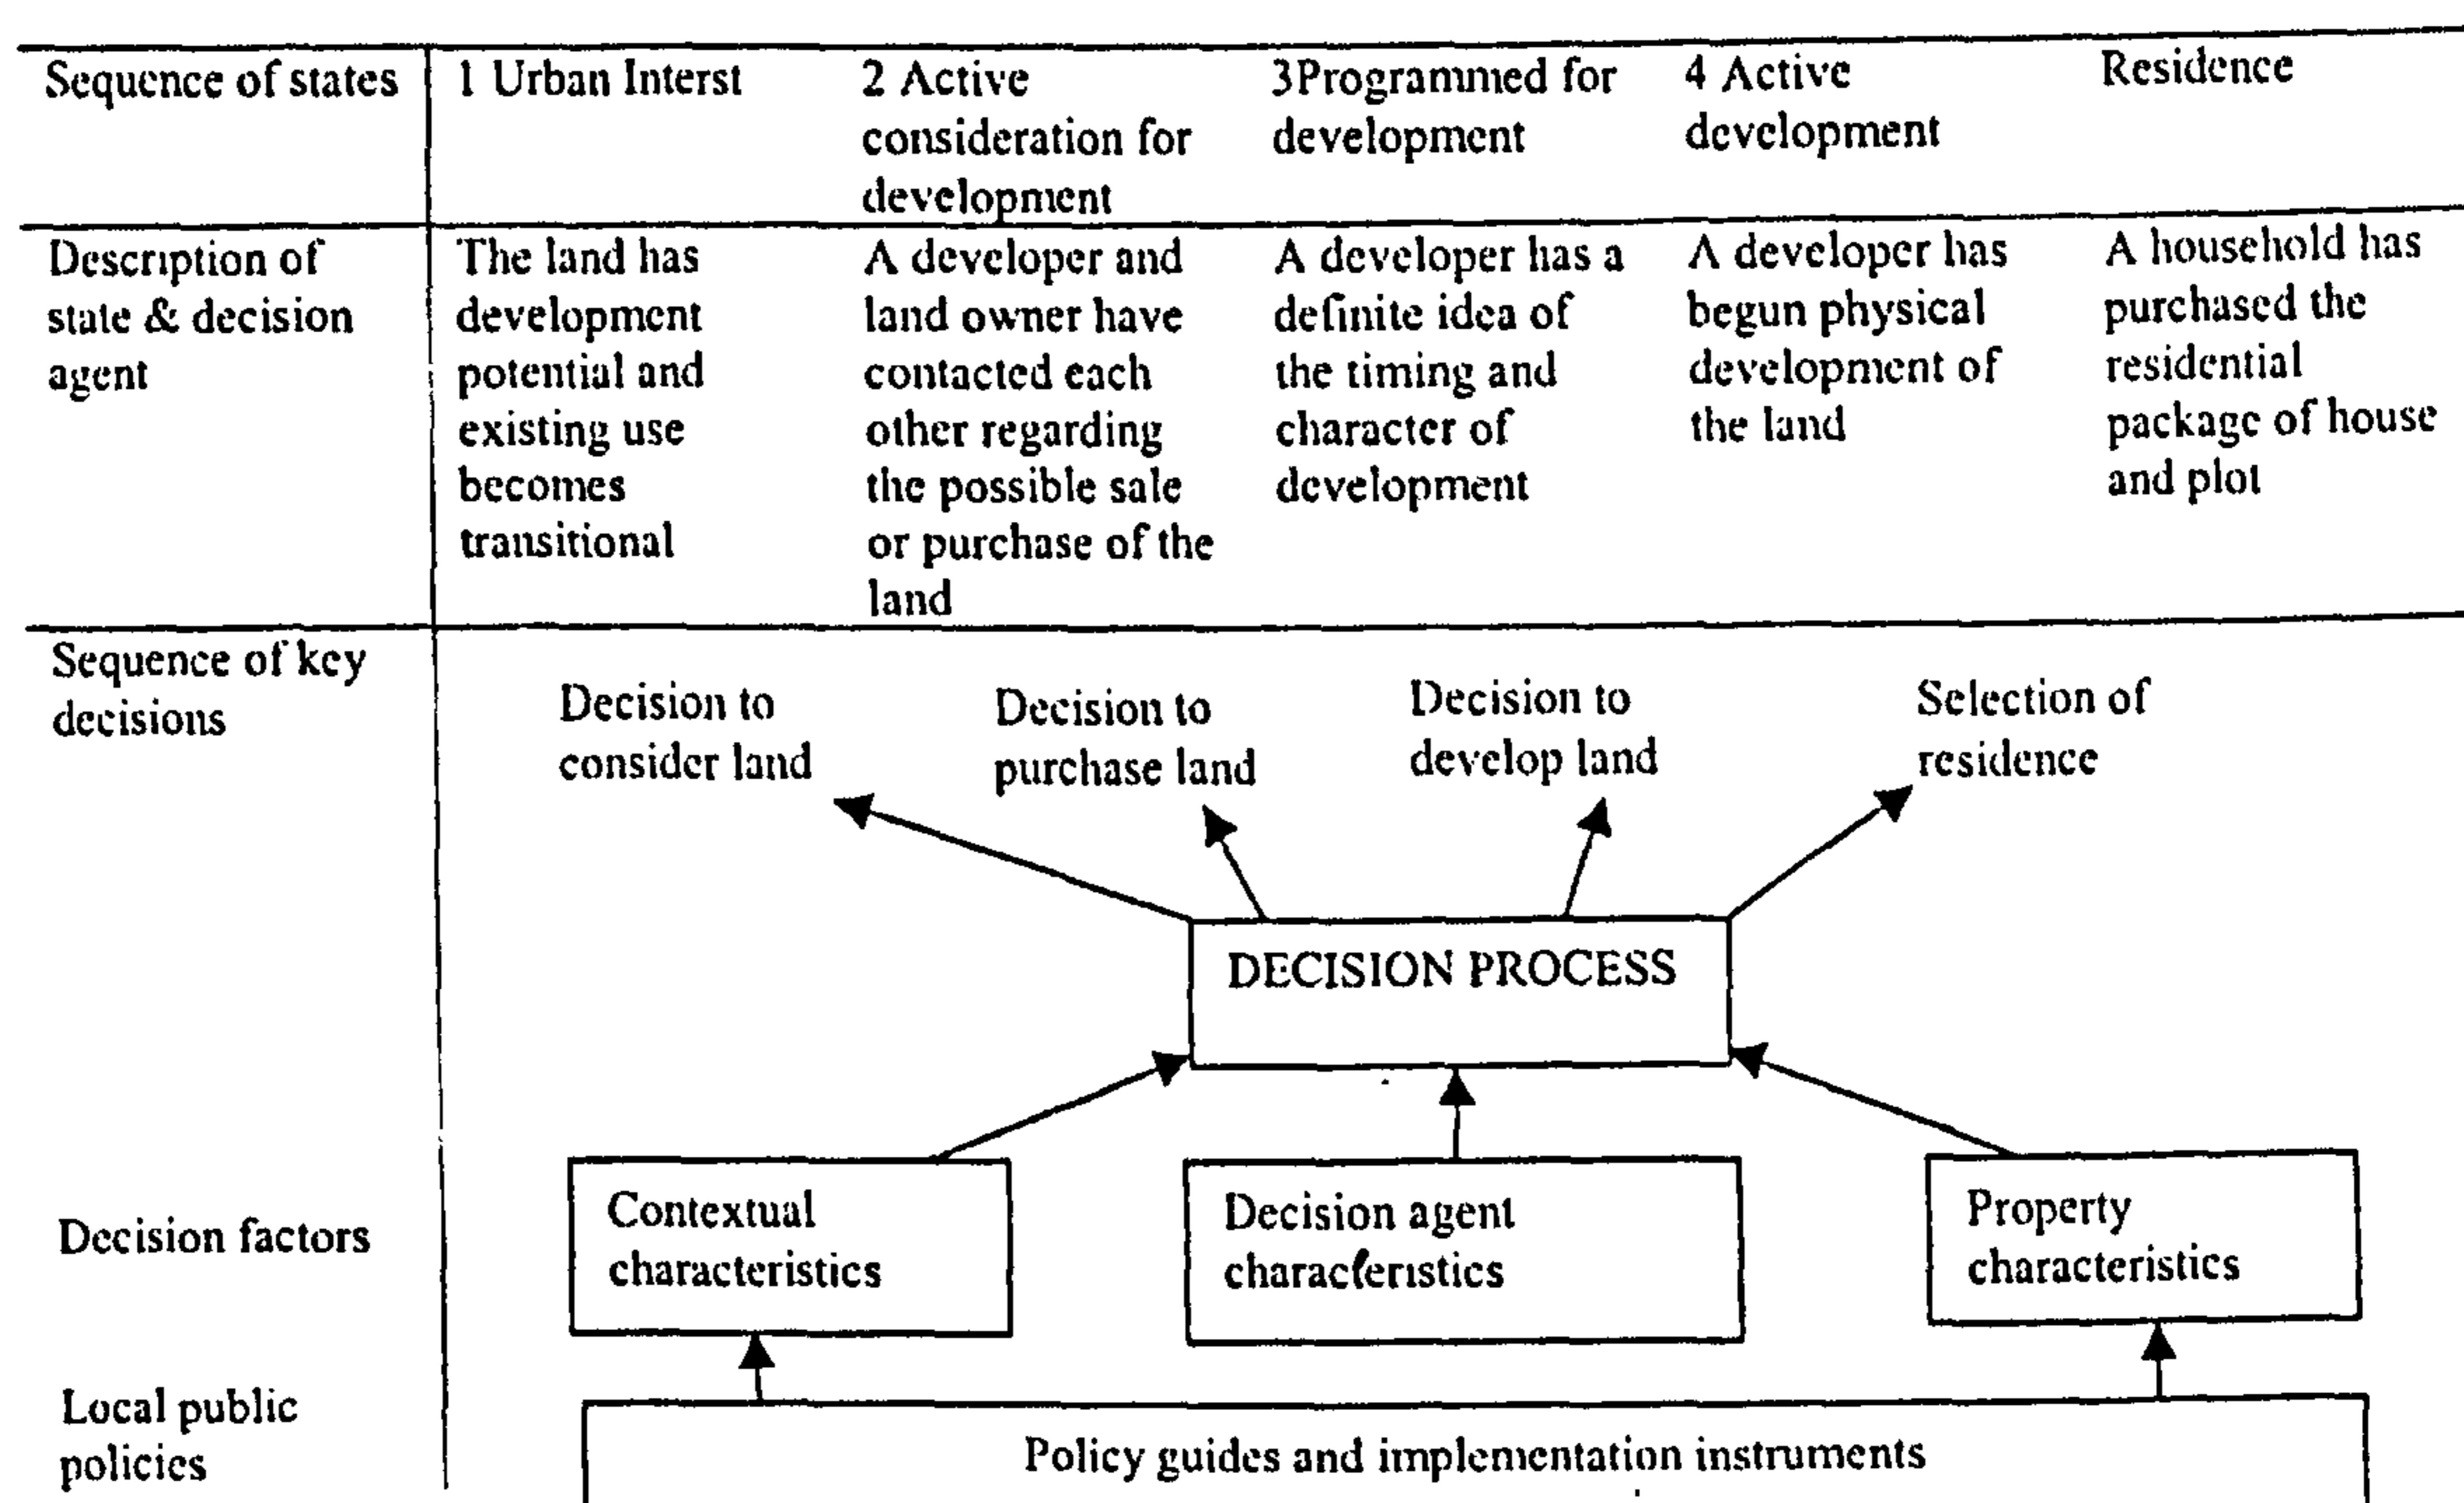 Sequence of states
1 Urban Interst
2 Active
consideration for
development
3Programmed for
development
4 Active
development
Residence
Description of
state & decision
agent
The land has
development
potential and
existing use
becomes
transitional
A developer and
land owner have
contacted each
other regarding
the possible sale
or purchase of the
land
A developer has a
definite idea of
the timing and
character of
development
A developer has
begun physical
development of
the land
A household has
purchased the
residential
package of house
and plot
Sequence of key
decisions
Decision to
consider land
Decision to
purchase land
Decision to
develop land
Selection of
residence
DECISION PROCESS
Decision factors
Contextual
characteristics
Decision agent
characteristics
Property
characteristics
Local public
policies
Policy guides and implementation instruments